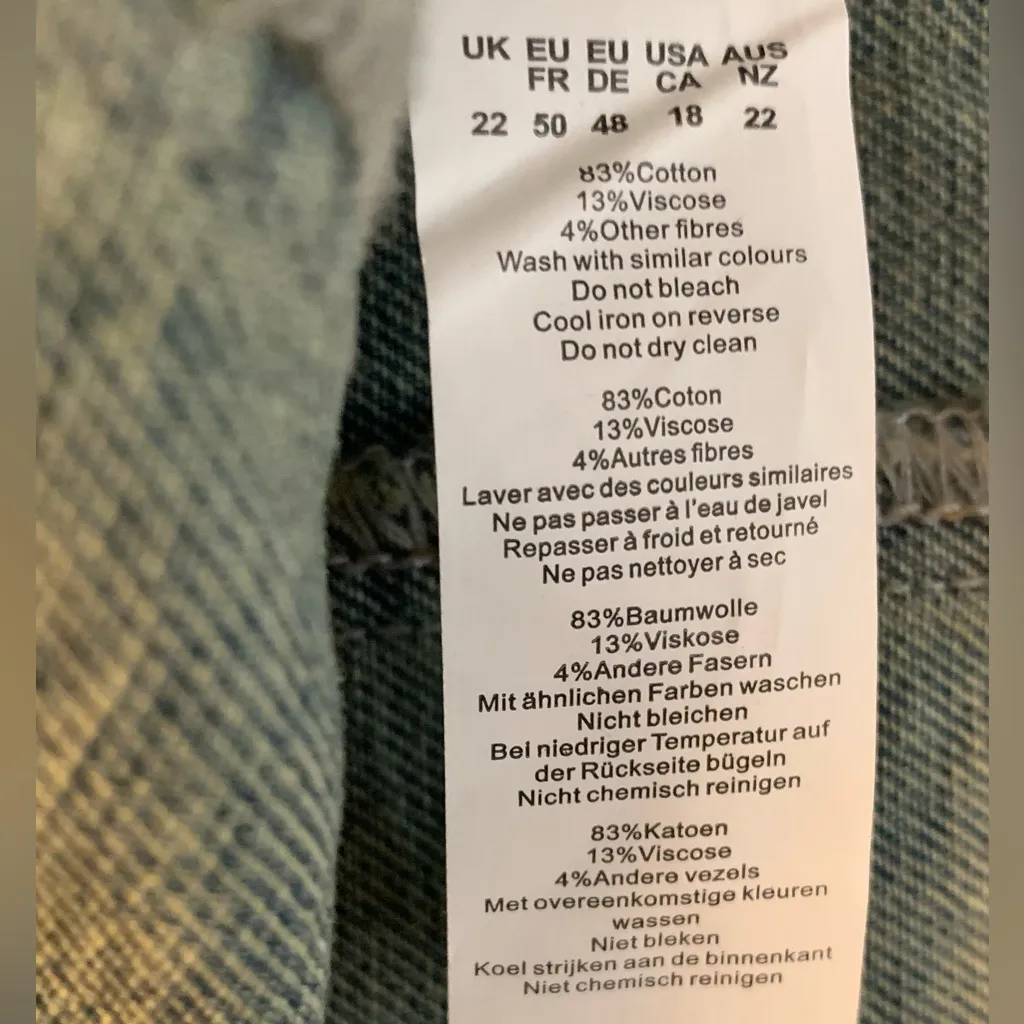 UK EU EU USA AUS
FR DE CA NZ
22 50 48 18 22
83%Cotton
13%Viscose
4%Other fibres
Wash with similar colours
Do not bleach
Cool iron on reverse
Do not dry clean
83%Coton
13%Viscose
4%Autres fibres
Laver avec des couleurs similaires
Ne pas passer à l'eau de javel
Repasser à froid et retourné
Ne pas nettoyer à sec
83%Baumwolle
13%Viskose
4%Andere Fasern
Mit ähnlichen Farben waschen
Nicht bleichen
Bei niedriger Temperatur auf
der Rückseite bügeln
Nicht chemisch reinigen
83%Katoen
13%Viscose
4%Andere vezels
Met overeenkomstige kleuren
wassen
Niet bleken
Koel strijken aan de binnenkant
Niet chemisch reinigen